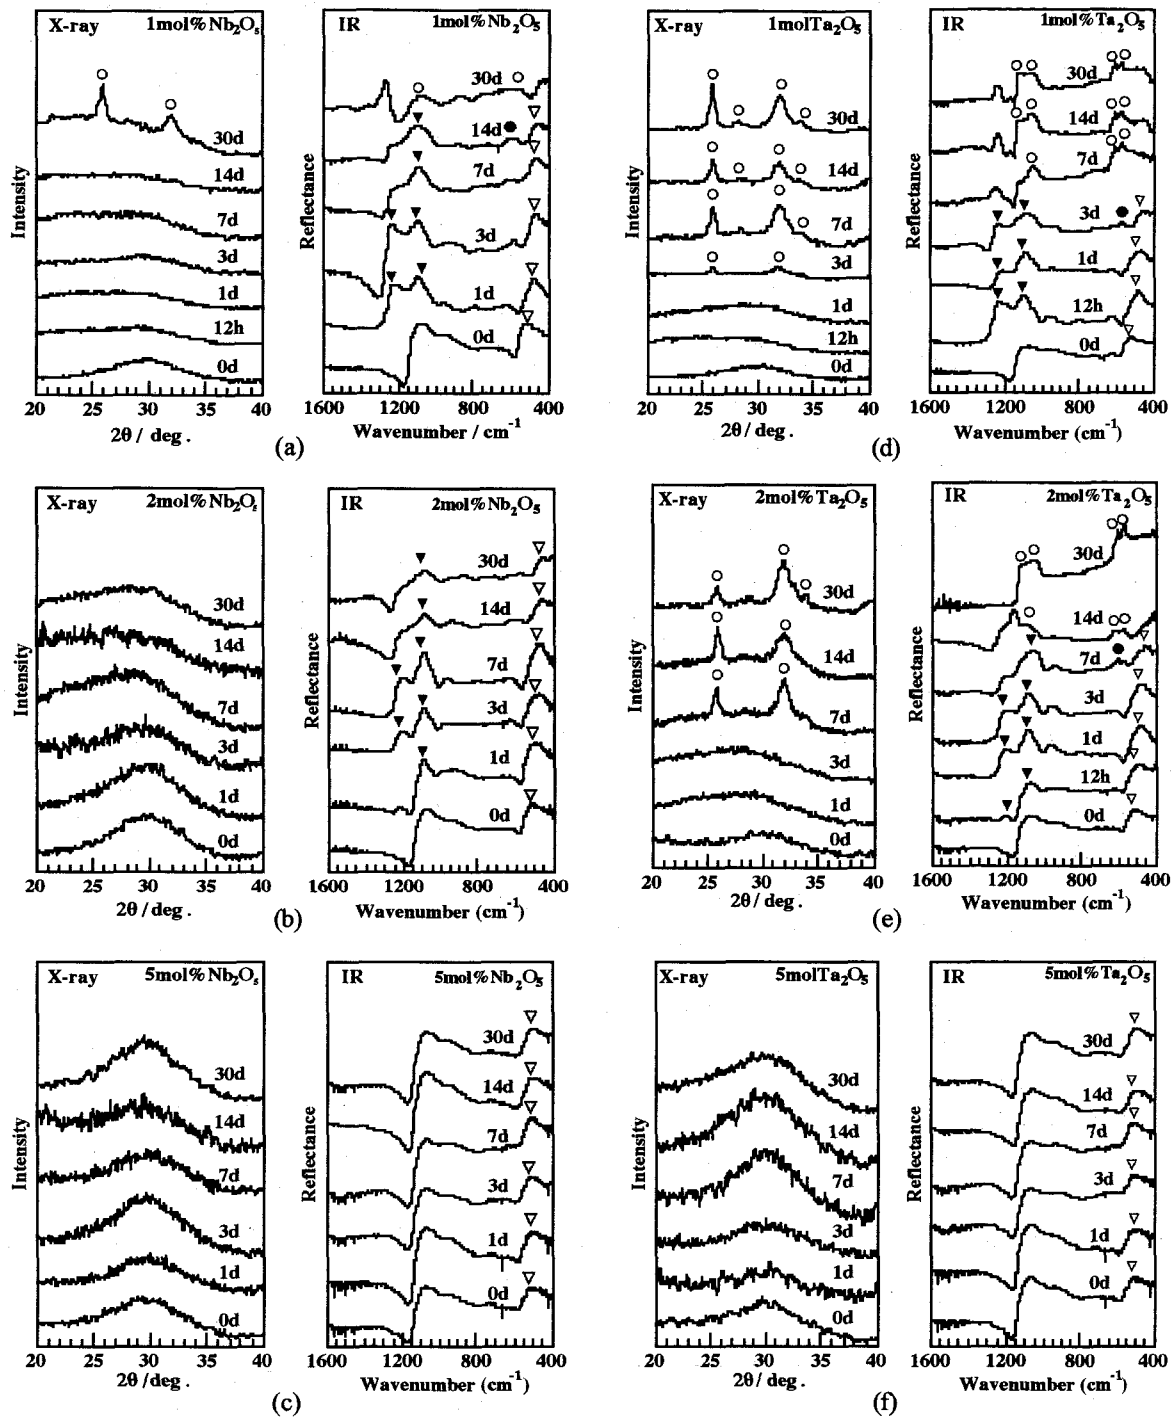 X-ray 1mol%Nb₂O₅
30d
14d
7d
3d
1d
12h
0d
Intensity
20 25 30 35 40
2θ / deg .
IR 1mol%Nb₂O₅
30d
14d
7d
3d
1d
0d
Reflectance
1600 1200 800 400
Wavenumber / cm⁻¹
(a)
X-ray 1molTa₂O₅
30d
14d
7d
3d
1d
12h
0d
Intensity
20 25 30 35 40
2θ / deg .
IR 1mol%Ta₂O₅
30d
14d
7d
3d
1d
12h
0d
Reflectance
1600 1200 800 400
Wavenumber (cm⁻¹)
(d)
X-ray 2mol%Nb₂O₅
30d
14d
7d
3d
1d
0d
Intensity
20 25 30 35 40
2θ / deg .
IR 2mol%Nb₂O₅
30d
14d
7d
3d
1d
0d
Reflectance
1600 1200 800 400
Wavenumber (cm⁻¹)
(b)
X-ray 2mol%Ta₂O₅
30d
14d
7d
3d
1d
0d
Intensity
20 25 30 35 40
2θ / deg .
IR 2mol%Ta₂O₅
30d
14d
7d
3d
1d
12h
0d
Reflectance
1600 1200 800 400
Wavenumber (cm⁻¹)
(e)
X-ray 5mol%Nb₂O₅
30d
14d
7d
3d
1d
0d
Intensity
20 25 30 35 40
2θ / deg .
IR 5mol%Nb₂O₅
30d
14d
7d
3d
1d
0d
Reflectance
1600 1200 800 400
Wavenumber (cm⁻¹)
(c)
X-ray 5molTa₂O₅
30d
14d
7d
3d
1d
0d
Intensity
20 25 30 35 40
2θ / deg .
IR 5mol%Ta₂O₅
30d
14d
7d
3d
1d
0d
Reflectance
1600 1200 800 400
Wavenumber (cm⁻¹)
(f)